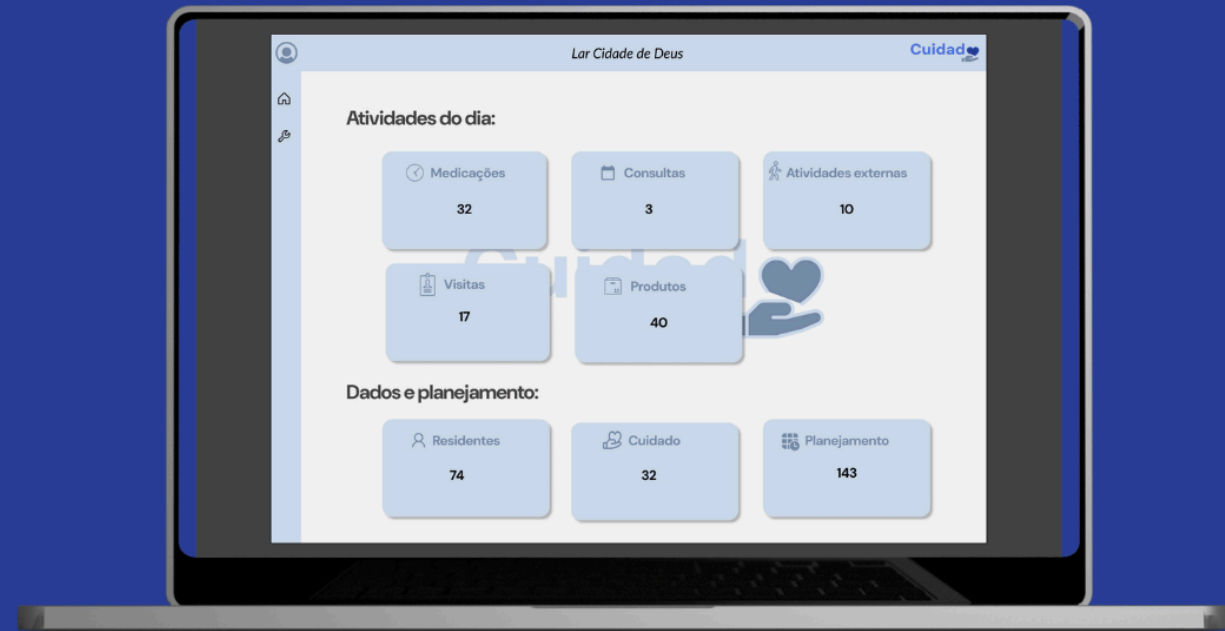 Lar Cidade de Deus
Cuidad
Atividades do dia:
Medicações
32
Consultas
3
Atividades externas
10
Visitas
17
Produtos
40
Cuidad
Dados e planejamento:
Residentes
74
Cuidado
32
Planejamento
143